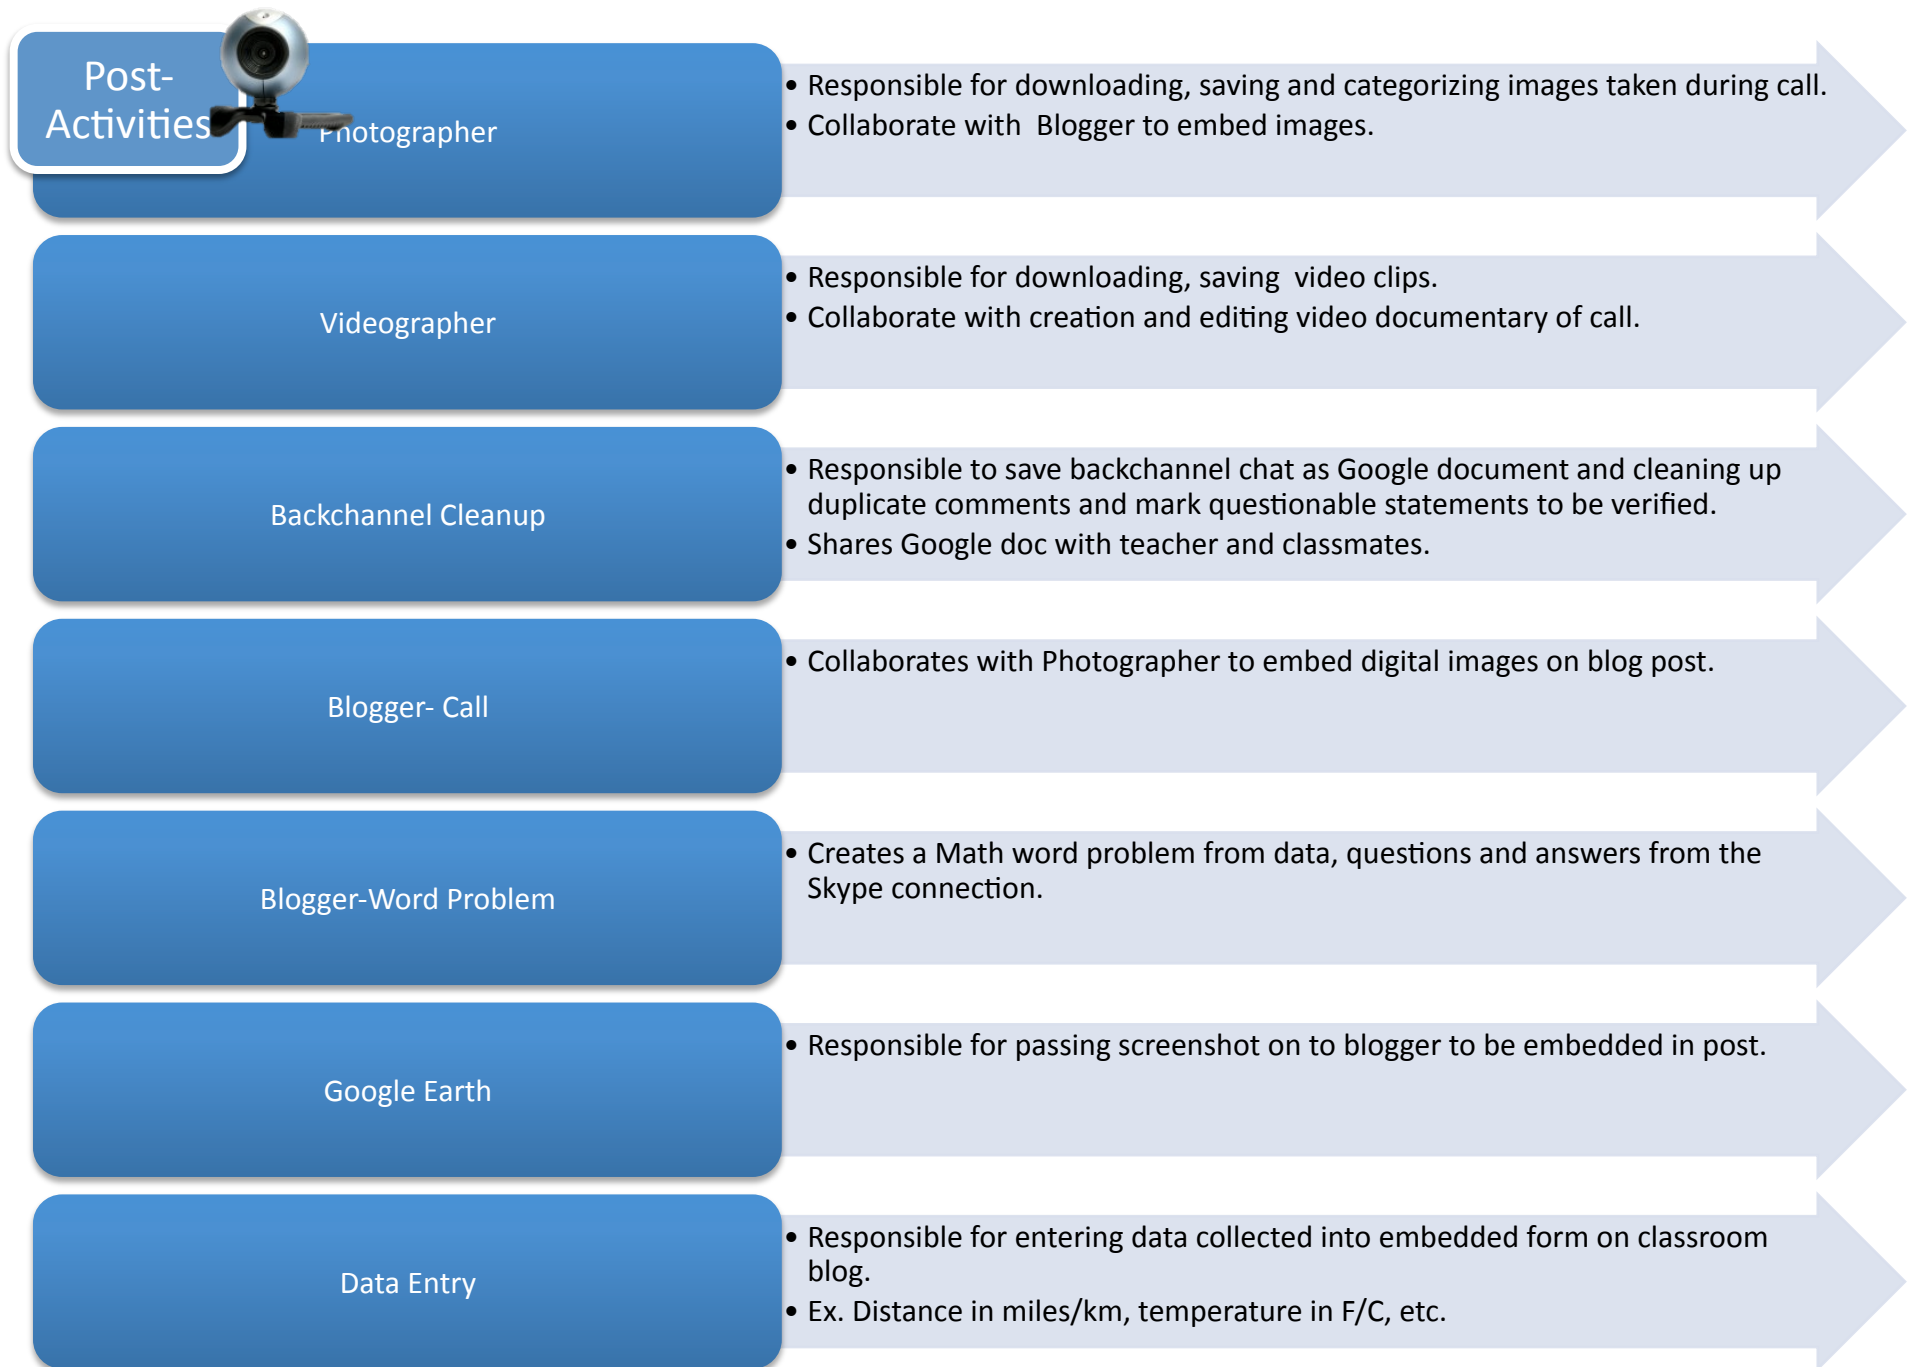 Post-
Activities
Photographer
• Responsible for downloading, saving and categorizing images taken during call.
• Collaborate with  Blogger to embed images.
Videographer
• Responsible for downloading, saving  video clips.
• Collaborate with creation and editing video documentary of call.
Backchannel Cleanup
• Responsible to save backchannel chat as Google document and cleaning up
duplicate comments and mark questionable statements to be verified.
• Shares Google doc with teacher and classmates.
Blogger- Call
• Collaborates with Photographer to embed digital images on blog post.
Blogger-Word Problem
• Creates a Math word problem from data, questions and answers from the
Skype connection.
Google Earth
• Responsible for passing screenshot on to blogger to be embedded in post.
Data Entry
• Responsible for entering data collected into embedded form on classroom
blog.
• Ex. Distance in miles/km, temperature in F/C, etc.